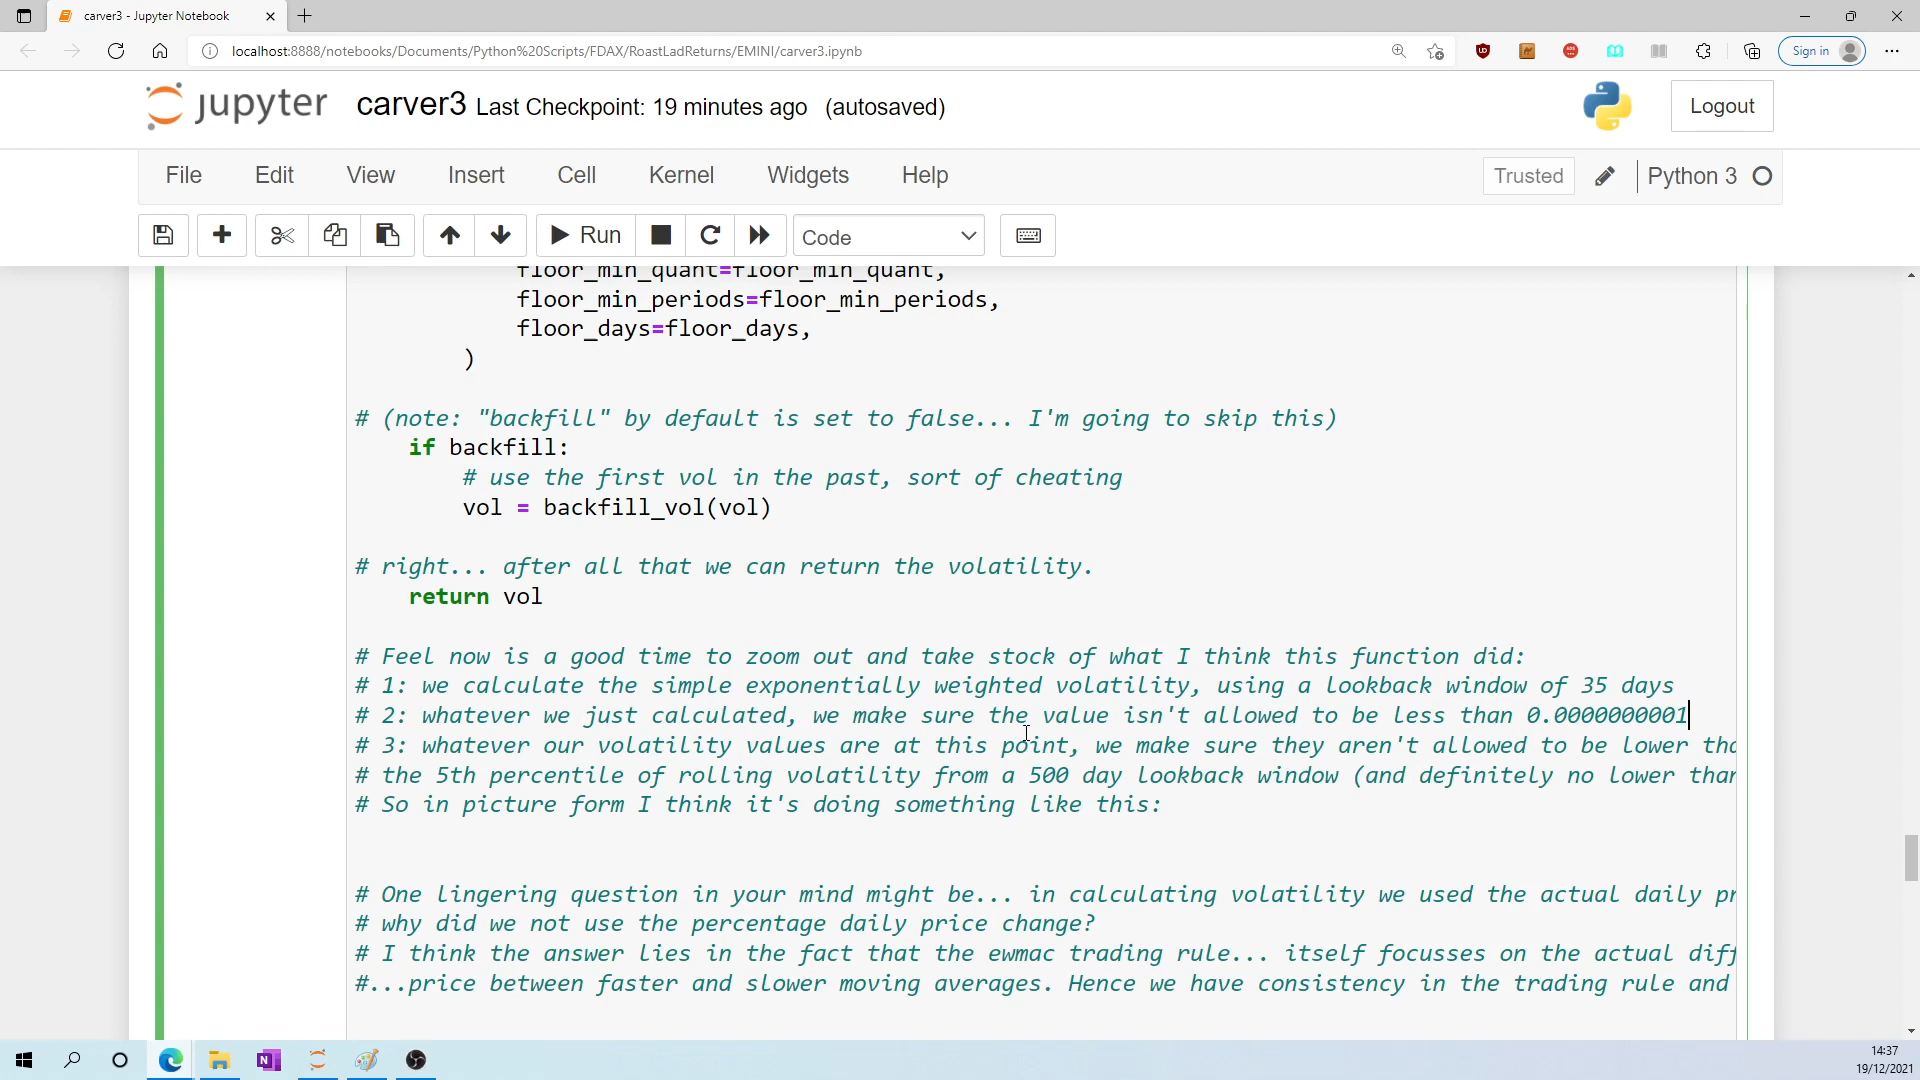 carver3 - Jupyter Notebook
localhost:8888/notebooks/Documents/Python%20Scripts/FDAX/RoastLadReturns/EMINI/carver3.ipynb
Sign in
jupyter carver3 Last Checkpoint: 19 minutes ago (autosaved)
Logout
File Edit View Insert Cell Kernel Widgets Help
Trusted
Python 3
Run
Code
floor_min_quant=floor_min_quant,
floor_min_periods=floor_min_periods,
floor_days=floor_days,
)
# (note: "backfill" by default is set to false... I'm going to skip this)
if backfill:
# use the first vol in the past, sort of cheating
vol = backfill_vol(vol)
# right... after all that we can return the volatility.
return vol
# Feel now is a good time to zoom out and take stock of what I think this function did:
# 1: we calculate the simple exponentially weighted volatility, using a lookback window of 35 days
# 2: whatever we just calculated, we make sure the value isn't allowed to be less than 0.0000000001
# 3: whatever our volatility values are at this point, we make sure they aren't allowed to be lower
# the 5th percentile of rolling volatility from a 500 day lookback window (and definitely no lower
# So in picture form I think it's doing something like this:
# One lingering question in your mind might be... in calculating volatility we used the actual daily
# why did we not use the percentage daily price change?
# I think the answer lies in the fact that the ewmac trading rule... itself focusses on the actual
#...price between faster and slower moving averages. Hence we have consistency in the trading rule and
14:37
19/12/2021